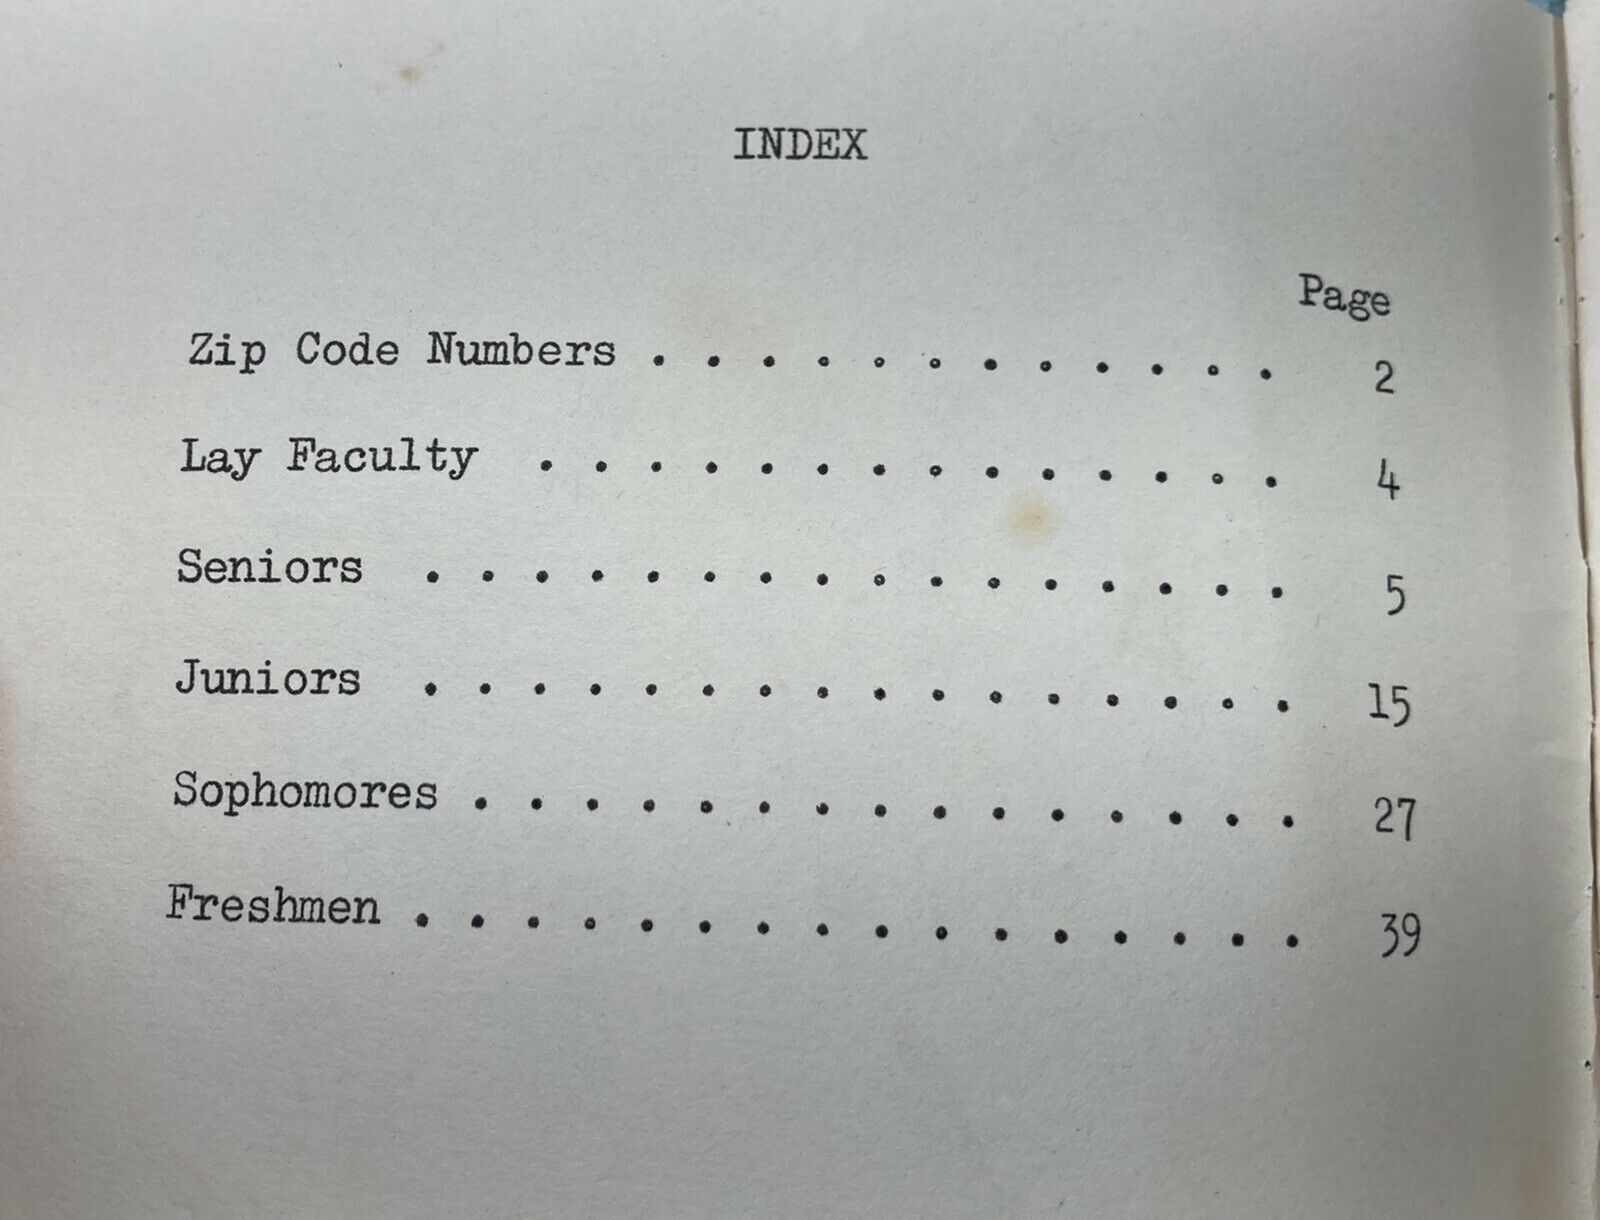 INDEX
Page
Zip Code Numbers . . . . . . . . . . . . 2
Lay Faculty . . . . . . . . . . . . . . 4
Seniors . . . . . . . . . . . . . . . . 5
Juniors . . . . . . . . . . . . . . . . 15
Sophomores . . . . . . . . . . . . . . . 27
Freshmen . . . . . . . . . . . . . . . . 39